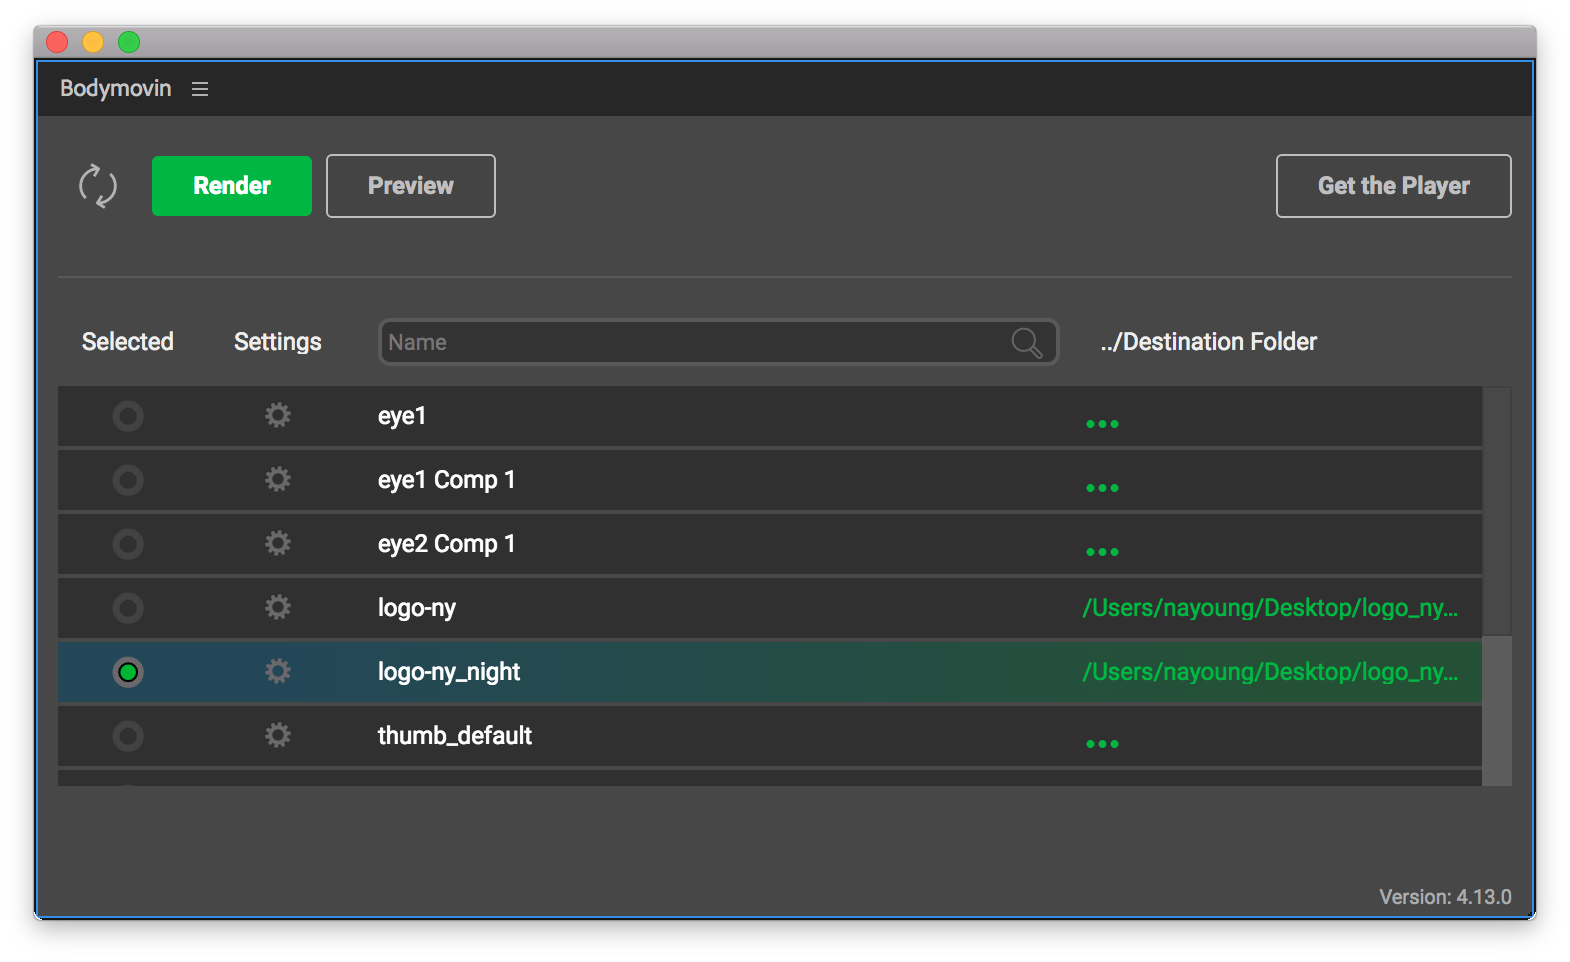 Bodymovin
Render Preview Get the Player
Selected Settings Name ../Destination Folder
eye1 ...
eye1 Comp 1 ...
eye2 Comp 1 ...
logo-ny /Users/nayoung/Desktop/logo_ny...
logo-ny_night /Users/nayoung/Desktop/logo_ny...
thumb_default ...
Version: 4.13.0